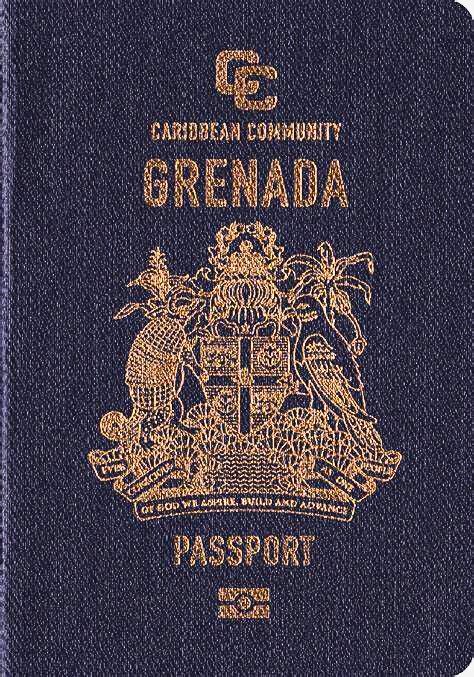 CARIBBEAN COMMUNITY
GRENADA
OF GOD WE ASPIRE, BUILD AND ADVANCE
PASSPORT